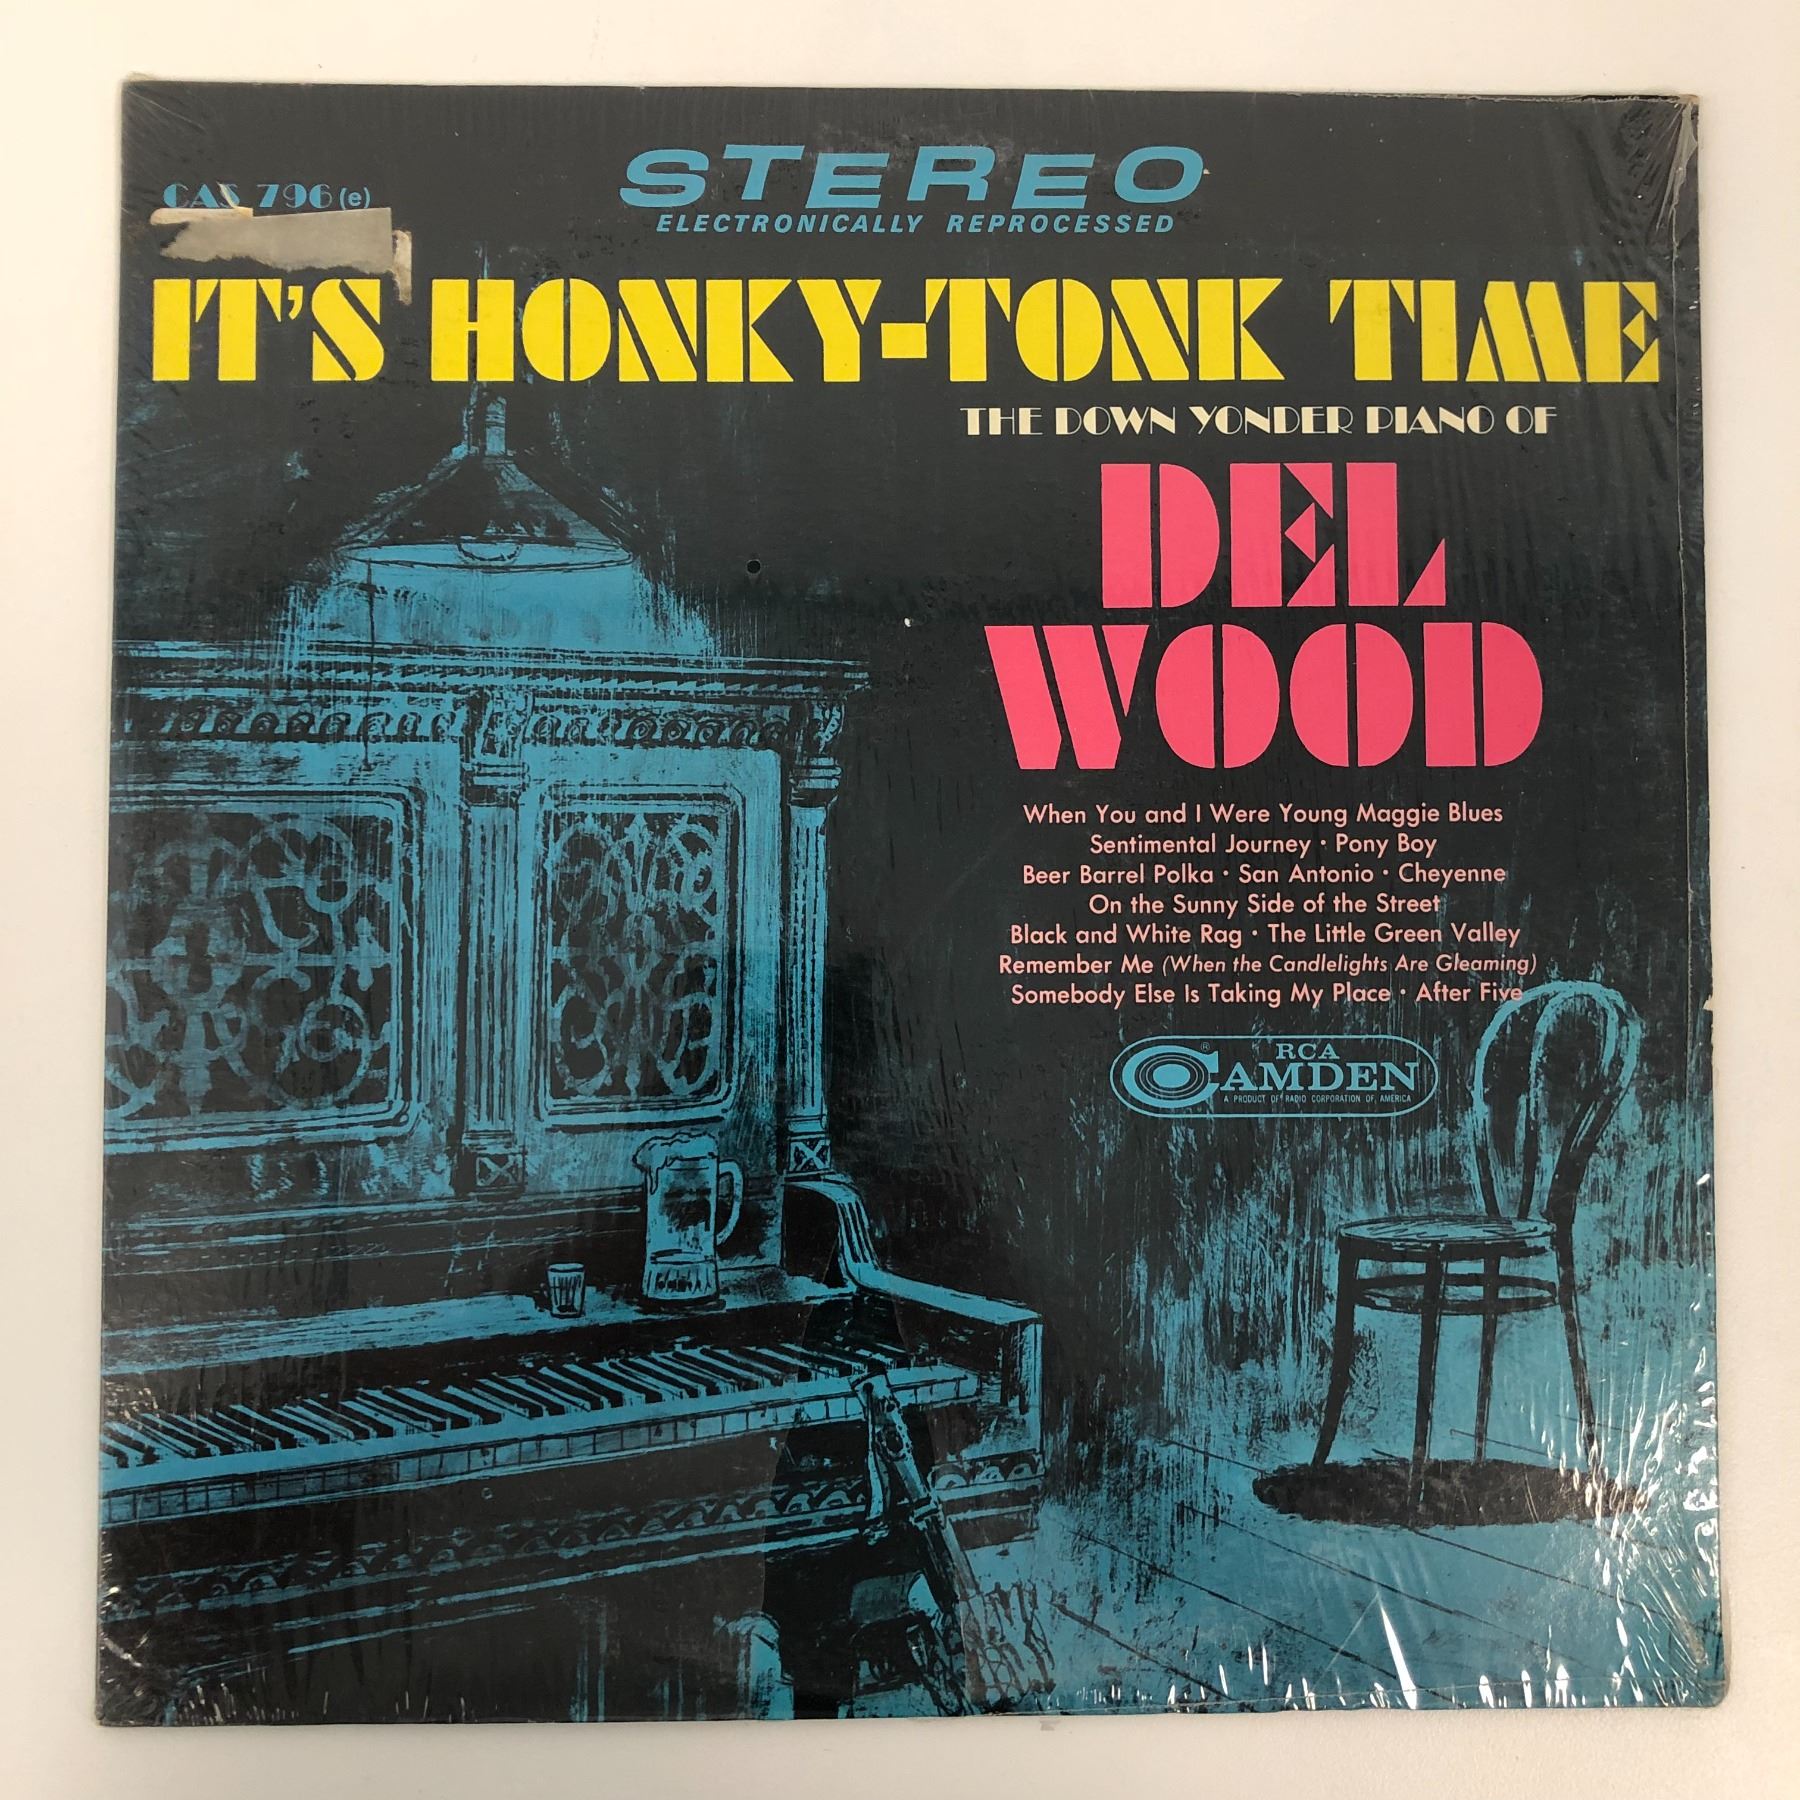 STEREO
ELECTRONICALLY REPROCESSED
CAS 796 (e)
IT'S HONKY-TONK TIME
THE DOWN YONDER PIANO OF
DEL
WOOD
When You and I Were Young Maggie Blues
Sentimental Journey • Pony Boy
Beer Barrel Polka • San Antonio • Cheyenne
On the Sunny Side of the Street
Black and White Rag • The Little Green Valley
Remember Me (When the Candlelights Are Gleaming)
Somebody Else Is Taking My Place • After Five
RCA
CAMDEN ®
A PRODUCT OF RADIO CORPORATION OF AMERICA